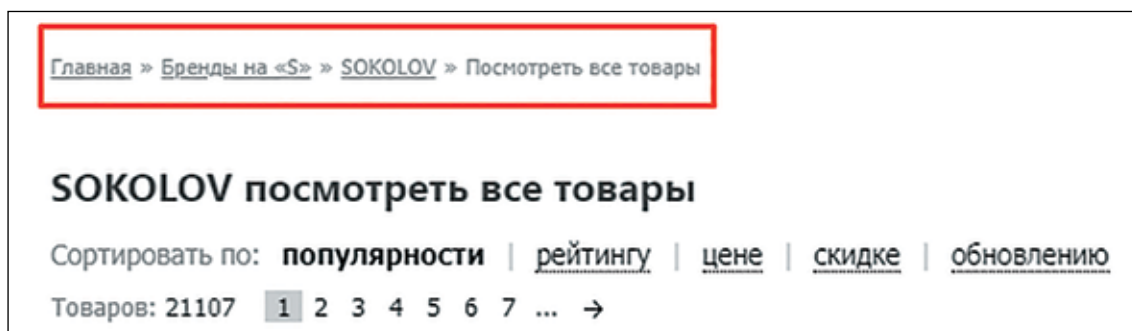 Главная » Бренды на «S» » SOKOLOV » Посмотреть все товары
SOKOLOV посмотреть все товары
Сортировать по: популярности | рейтингу | цене | скидке | обновлению
Товаров: 21107 1 2 3 4 5 6 7 ... →